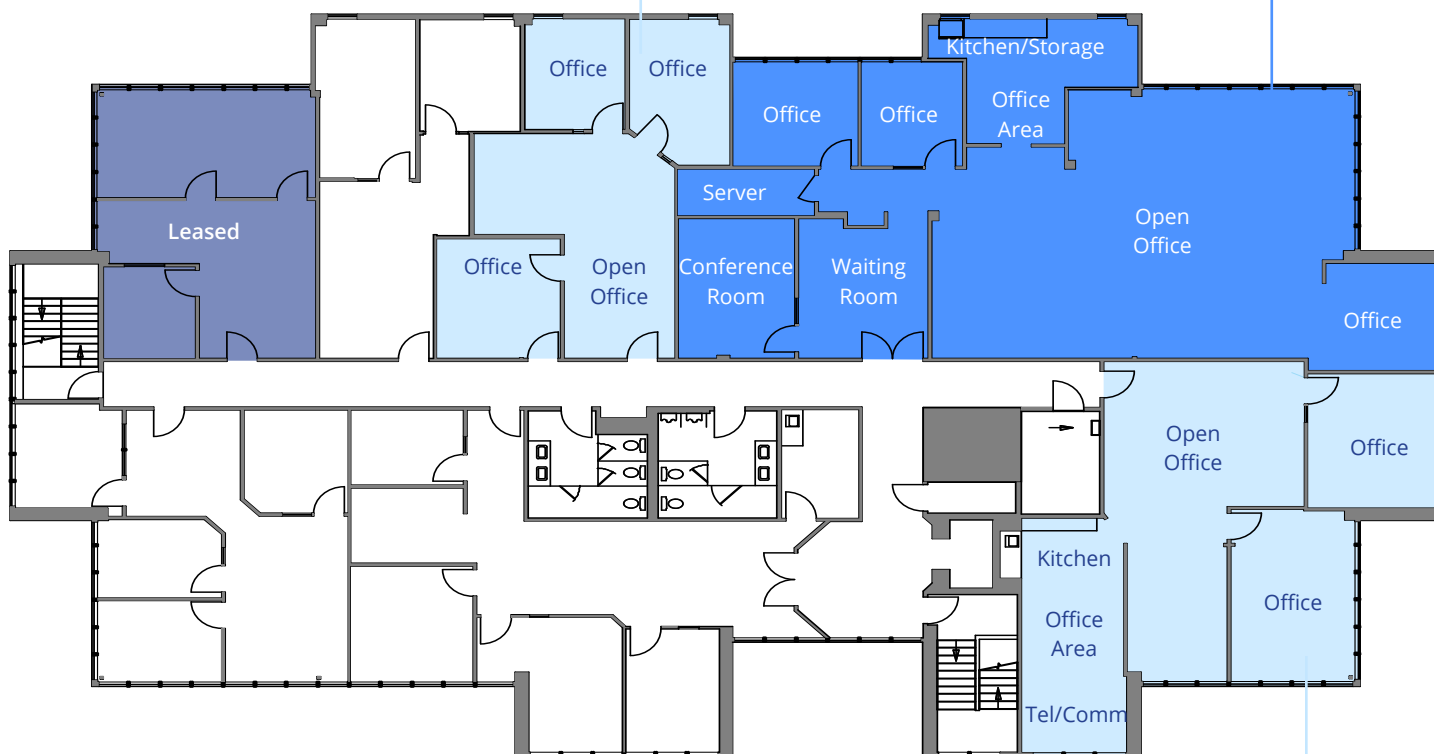 Office
Office
Kitchen/Storage
Office
Office
Office
Area
Server
Leased
Open
Office
Office
Open
Office
Conference
Room
Waiting
Room
Office
Open
Office
Office
Kitchen
Office
Area
Office
Tel/Comm